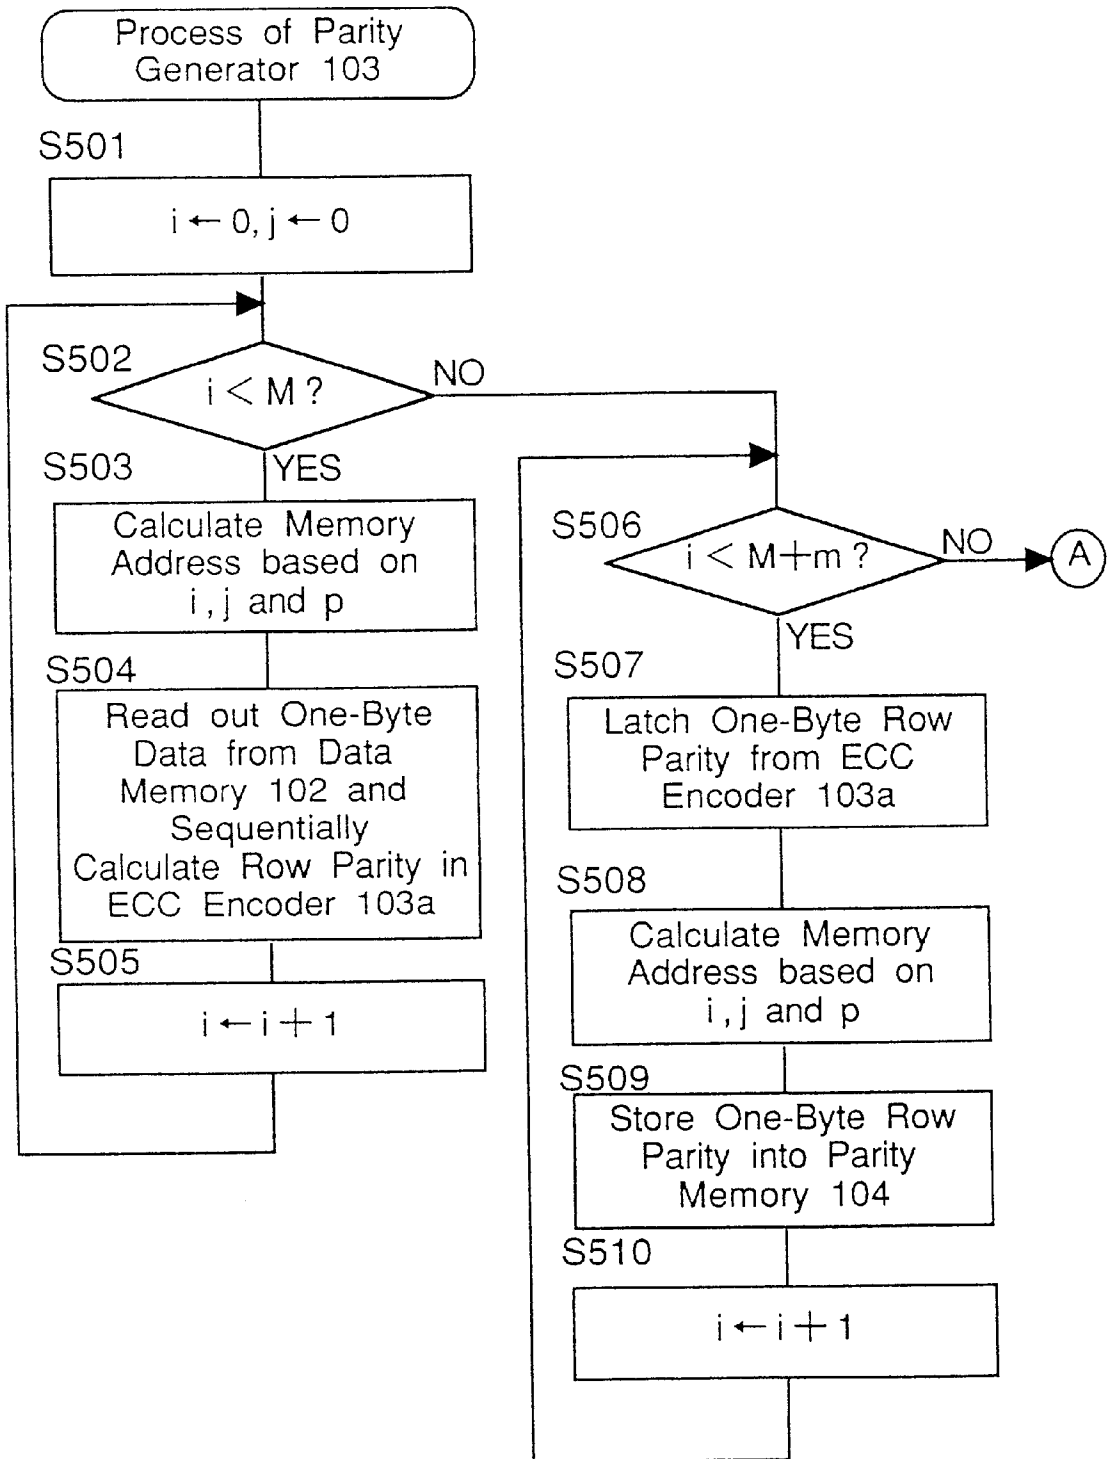 Process of Parity
Generator 103
S501
i ← 0, j ← 0
S502
i < M ?
NO
YES
S503
Calculate Memory
Address based on
i, j and p
S504
Read out One-Byte
Data from Data
Memory 102 and
Sequentially
Calculate Row Parity in
ECC Encoder 103a
S505
i ← i + 1
S506
i < M+m ?
NO
A
YES
S507
Latch One-Byte Row
Parity from ECC
Encoder 103a
S508
Calculate Memory
Address based on
i, j and p
S509
Store One-Byte Row
Parity into Parity
Memory 104
S510
i ← i + 1